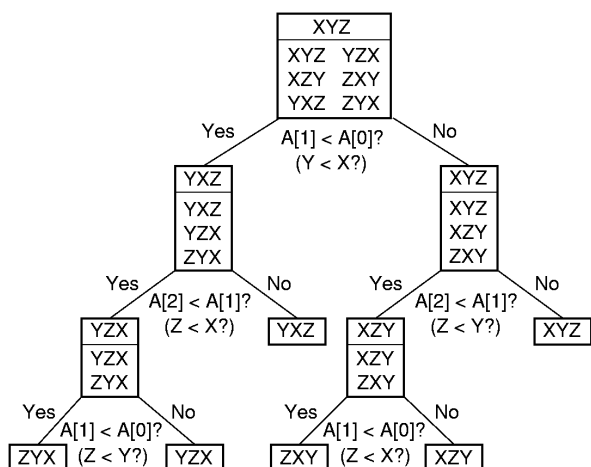 XYZ
XYZ YZX
XZY ZXY
YXZ ZYX
Yes A[1] < A[0]? No
(Y < X?)
YXZ
YXZ
YZX
ZYX
XYZ
XYZ
XZY
ZXY
Yes A[2] < A[1]? No
(Z < X?)
Yes A[2] < A[1]? No
(Z < Y?)
YZX
YZX
ZYX
YXZ
XZY
XZY
ZXY
XYZ
Yes A[1] < A[0]? No
(Z < Y?)
Yes A[1] < A[0]? No
(Z < X?)
ZYX
YZX
ZXY
XZY